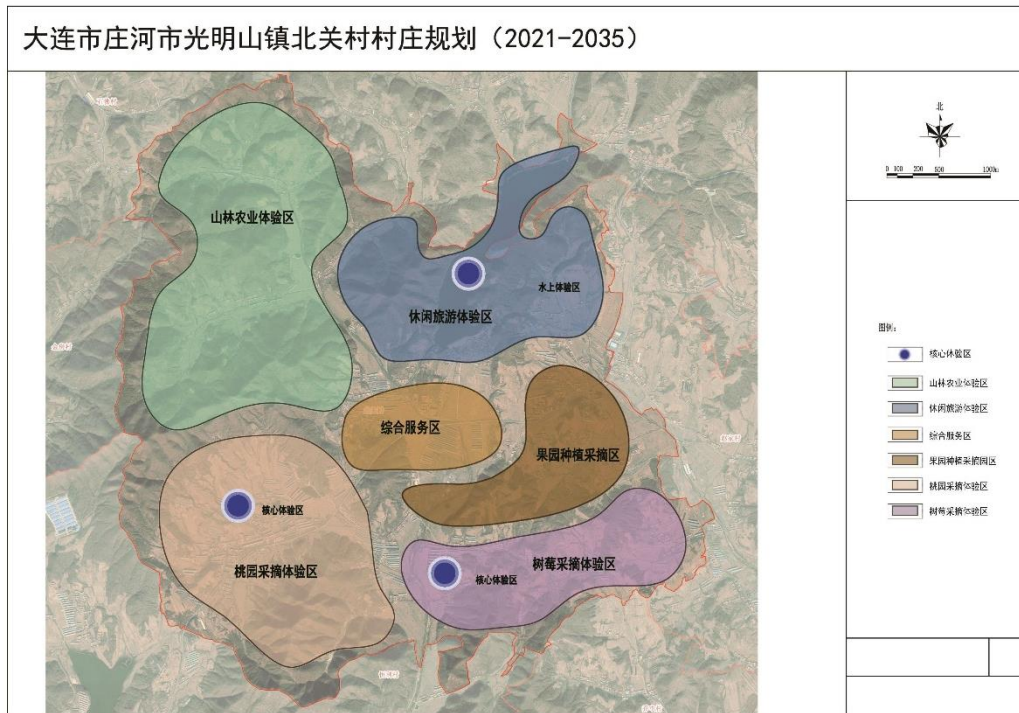 大连市庄河市光明山镇北关村村庄规划（2021-2035）
北
0 100 200 500 1000m
山林农业体验区
水上体验区
休闲旅游体验区
综合服务区
果园种植采摘区
核心体验区
桃园采摘体验区
树莓采摘体验区
核心体验区
图例：
核心体验区
山林农业体验区
休闲旅游体验区
综合服务区
果园种植采摘园区
桃园采摘体验区
树莓采摘体验区